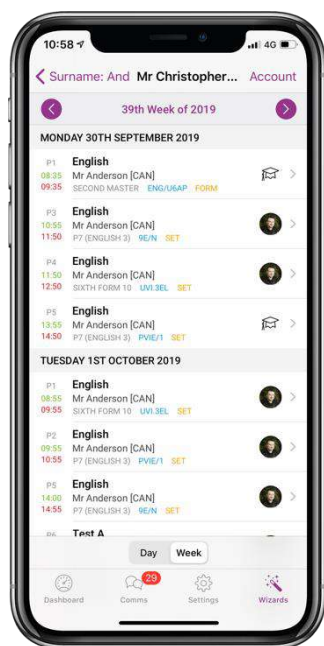 10:58
4G
Surname: And Mr Christopher... Account
39th Week of 2019
MONDAY 30TH SEPTEMBER 2019
P1 English
08:35 Mr Anderson [CAN]
09:35 SECOND MASTER ENG/U6AP FORM
P3 English
10:55 Mr Anderson [CAN]
11:50 P7 (ENGLISH 3) 9E/N SET
P4 English
11:50 Mr Anderson [CAN]
12:50 SIXTH FORM 10 UVI.3EL SET
P5 English
13:55 Mr Anderson [CAN]
14:50 P7 (ENGLISH 3) PVIE/1 SET
TUESDAY 1ST OCTOBER 2019
P1 English
08:55 Mr Anderson [CAN]
09:55 SIXTH FORM 10 UVI.3EL SET
P2 English
09:55 Mr Anderson [CAN]
10:55 P7 (ENGLISH 3) PVIE/1 SET
P5 English
14:00 Mr Anderson [CAN]
14:55 P7 (ENGLISH 3) 9E/N SET
P6 Test A
Day Week
29
Dashboard Comms Settings Wizards